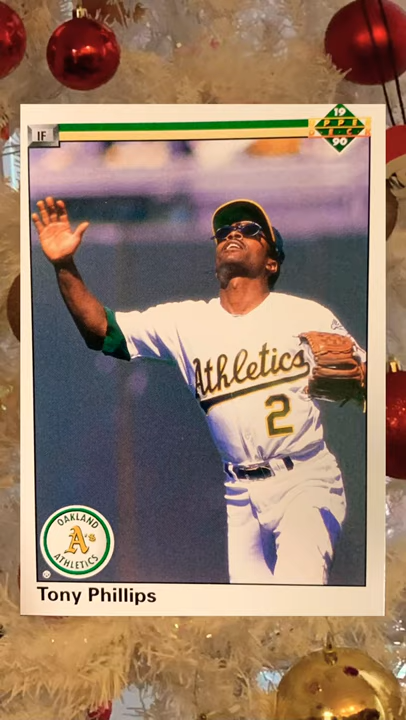 IF
19
UPPER
DECK
90
Athletics
2
OAKLAND
A's
ATHLETICS
Tony Phillips